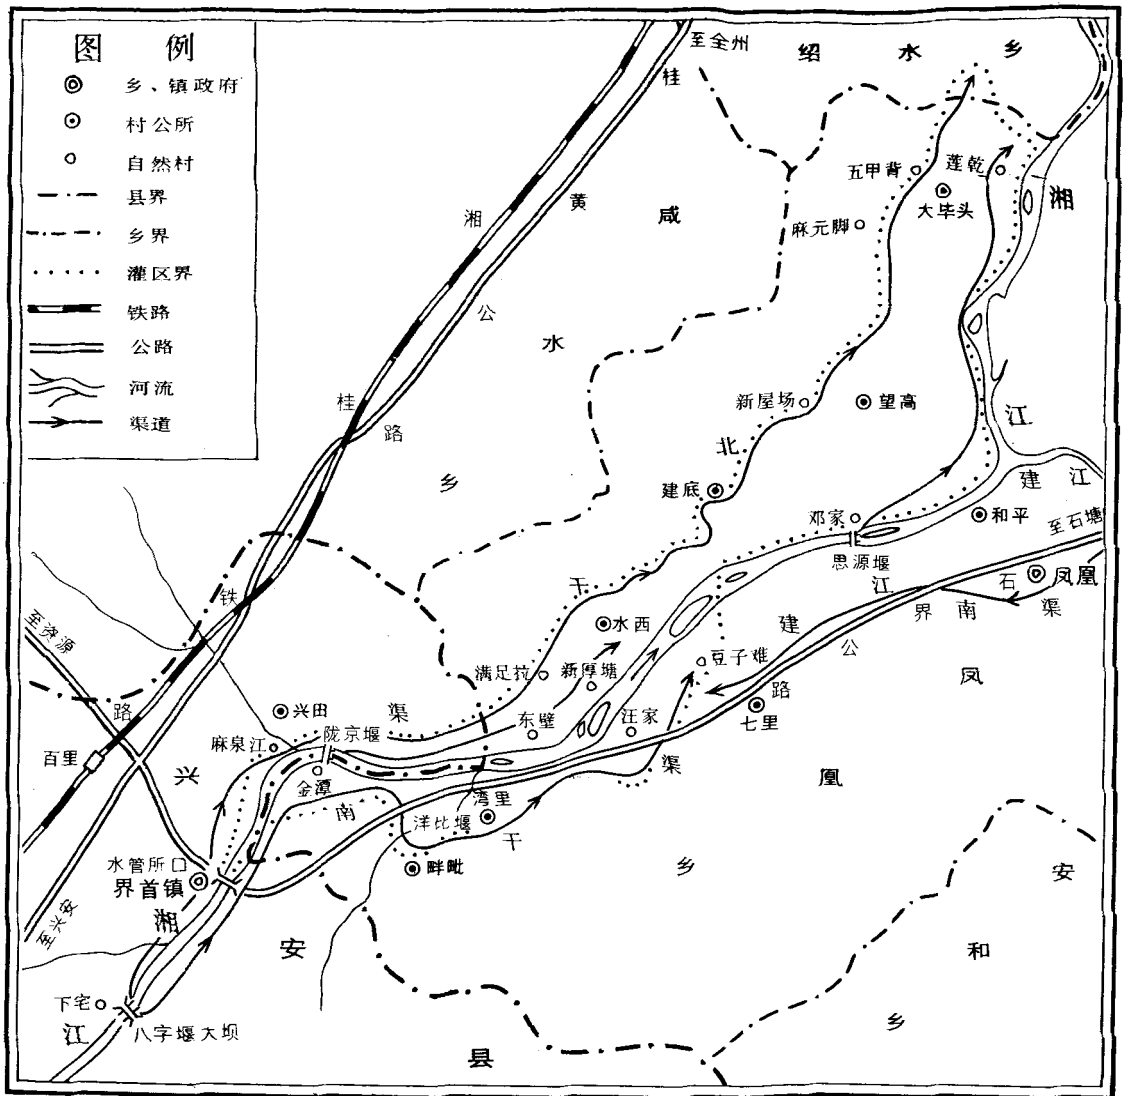 图 例
乡、镇政府
村公所
自然村
县界
乡界
灌区界
铁路
公路
河流
渠道
至全州
绍水乡
桂黄公路
湘桂铁路
咸水乡
五甲背
莲乾
大毕头
麻元脚
湘江
新屋场
望高
北干渠
建底
邓家
思源堰
建江
和平
至石塘
凤凰
石南渠
界
建江
公路
水西
豆子难
满足拉
新厚塘
东壁
汪家
七里
凤凰乡
至资源
兴田
麻泉江
陇京堰
金潭
百里
南干渠
湾里
洋比堰
畔毗
水管所
界首镇
湘江
至兴安
兴安县
下宅
八字堰大坝
安和乡